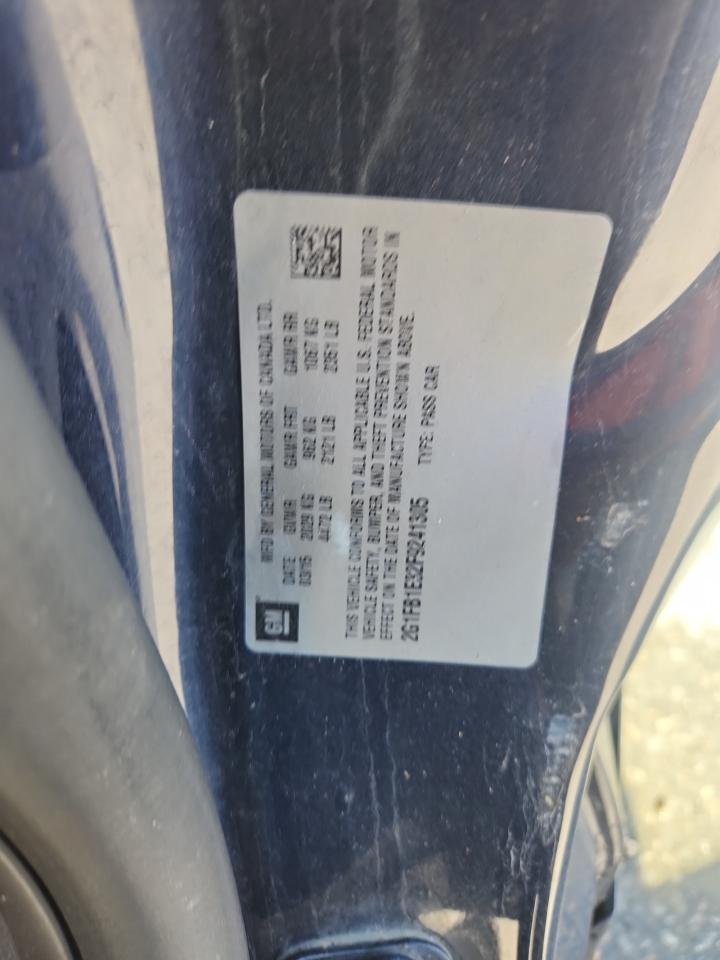 MFD BY GENERAL MOTORS OF CANADA LTD.
DATE GVWR GAWR FRT GAWR RR
03/15 2029 KG 962 KG 1067 KG
4472 LB 2121 LB 2351 LB
GM
THIS VEHICLE CONFORMS TO ALL APPLICABLE U.S. FEDERAL MOTOR
VEHICLE SAFETY, BUMPER, AND THEFT PREVENTION STANDARDS IN
EFFECT ON THE DATE OF MANUFACTURE SHOWN ABOVE.
2G1FB1E32F9241305 TYPE: PASS CAR